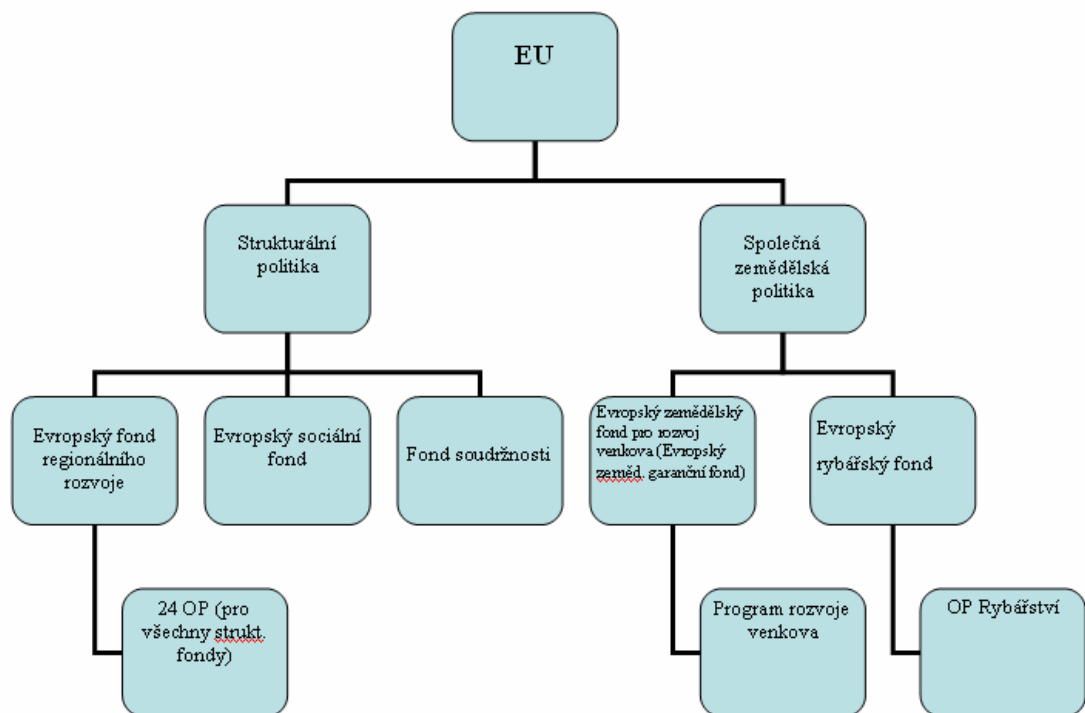 EU
Strukturální
politika
Společná
zemědělská
politika
Evropský fond
regionálního
rozvoje
Evropský sociální
fond
Fond soudržnosti
Evropský zemědělský
fond pro rozvoj
venkova (Evropský
zeměd. garanční fond)
Evropský
rybářský fond
24 OP (pro
všechny strukt.
fondy)
Program rozvoje
venkova
OP Rybářství